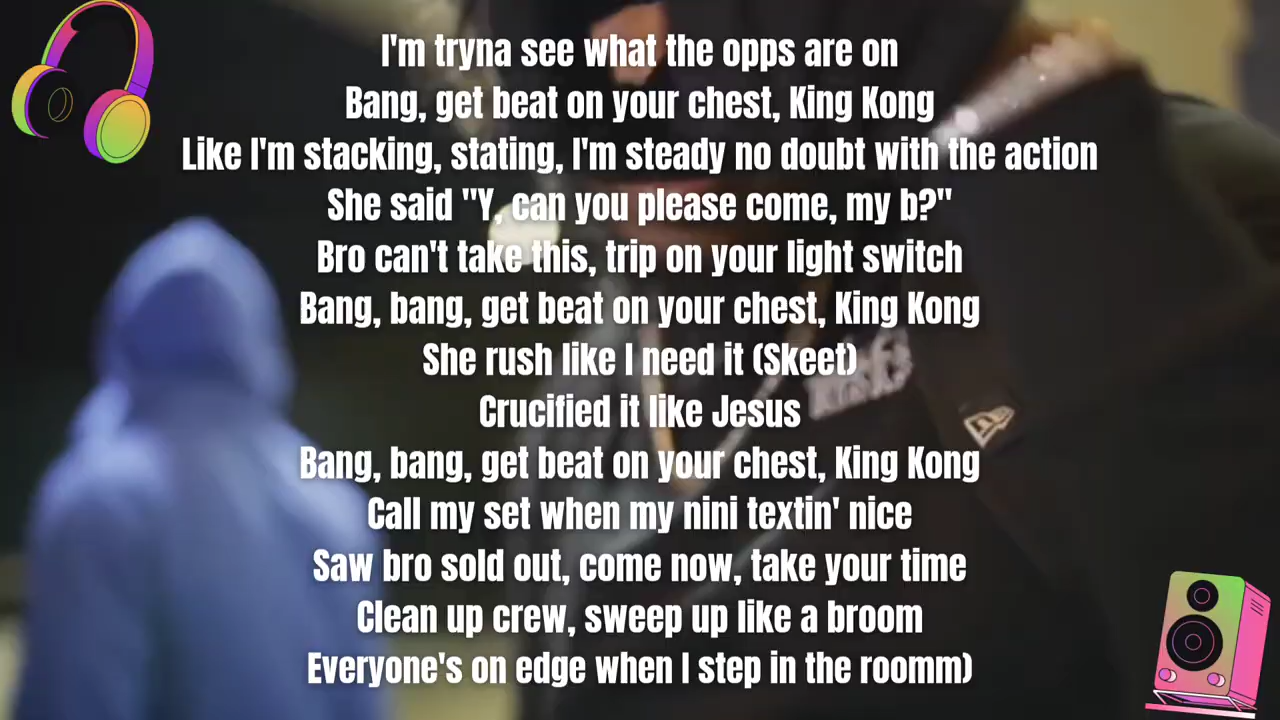 I'm tryna see what the opps are on
Bang, get beat on your chest, King Kong
Like I'm stacking, stating, I'm steady no doubt with the action
She said "Y, can you please come, my b?"
Bro can't take this, trip on your light switch
Bang, bang, get beat on your chest, King Kong
She rush like I need it (Skeet)
Crucified it like Jesus
Bang, bang, get beat on your chest, King Kong
Call my set when my nini textin' nice
Saw bro sold out, come now, take your time
Clean up crew, sweep up like a broom
Everyone's on edge when I step in the roomm)